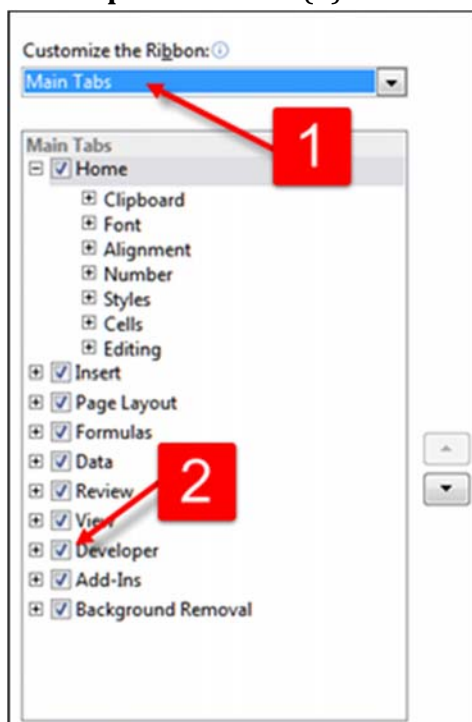 Customize the Ribbon:
Main Tabs
1
Main Tabs
Home
Clipboard
Font
Alignment
Number
Styles
Cells
Editing
Insert
Page Layout
Formulas
Data
Review
2
View
Developer
Add-Ins
Background Removal